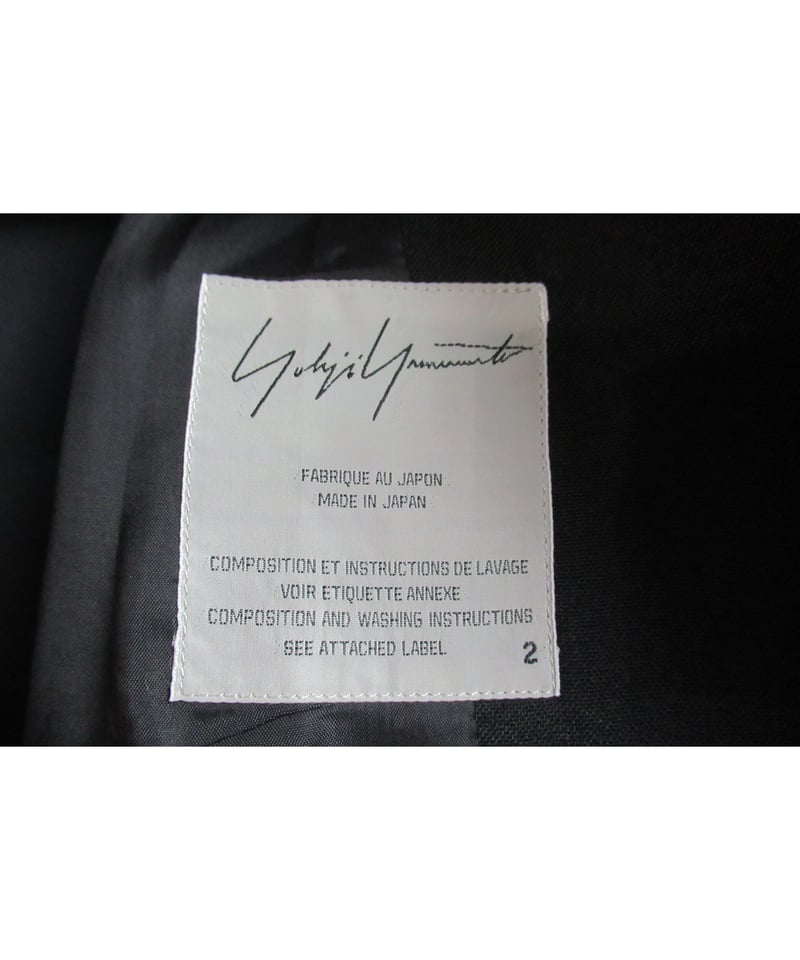 Yohji Yamamoto
FABRIQUE AU JAPON
MADE IN JAPAN
COMPOSITION ET INSTRUCTIONS DE LAVAGE
VOIR ETIQUETTE ANNEXE
COMPOSITION AND WASHING INSTRUCTIONS
SEE ATTACHED LABEL
2